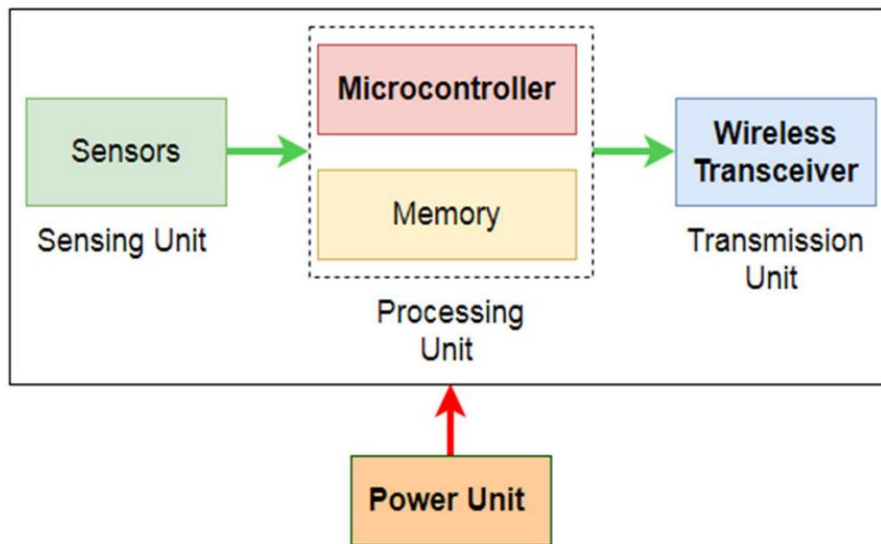 Microcontroller
Sensors
Memory
Wireless
Transceiver
Sensing Unit
Transmission
Unit
Processing
Unit
Power Unit